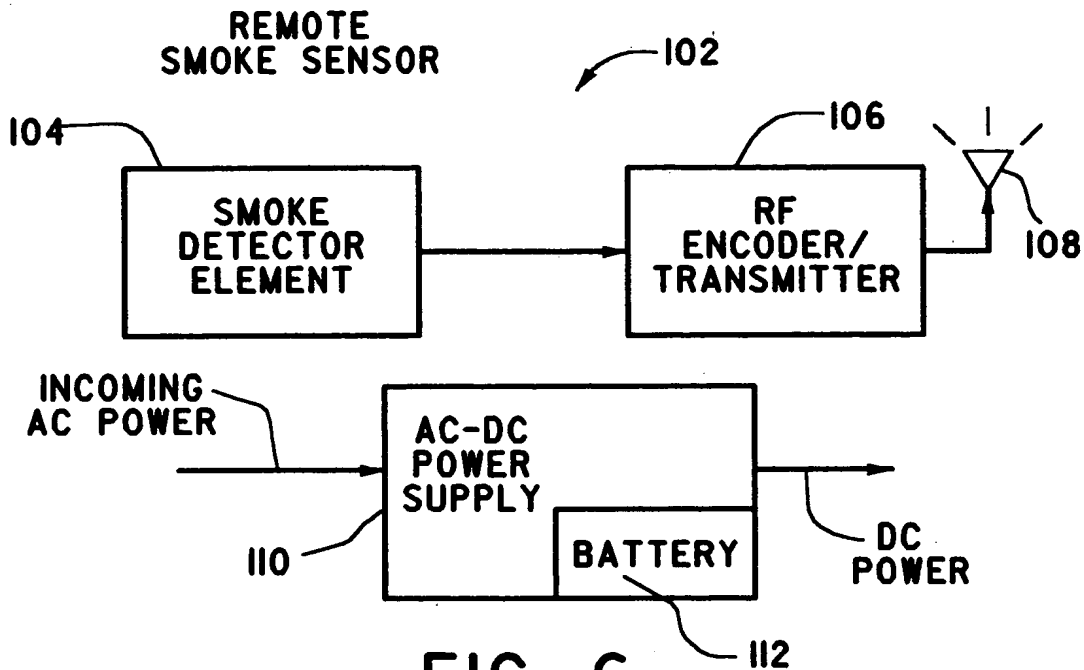 REMOTE
SMOKE SENSOR
102
104
106
SMOKE
DETECTOR
ELEMENT
RF
ENCODER/
TRANSMITTER
108
INCOMING
AC POWER
AC-DC
POWER
SUPPLY
110
BATTERY
DC
POWER
112